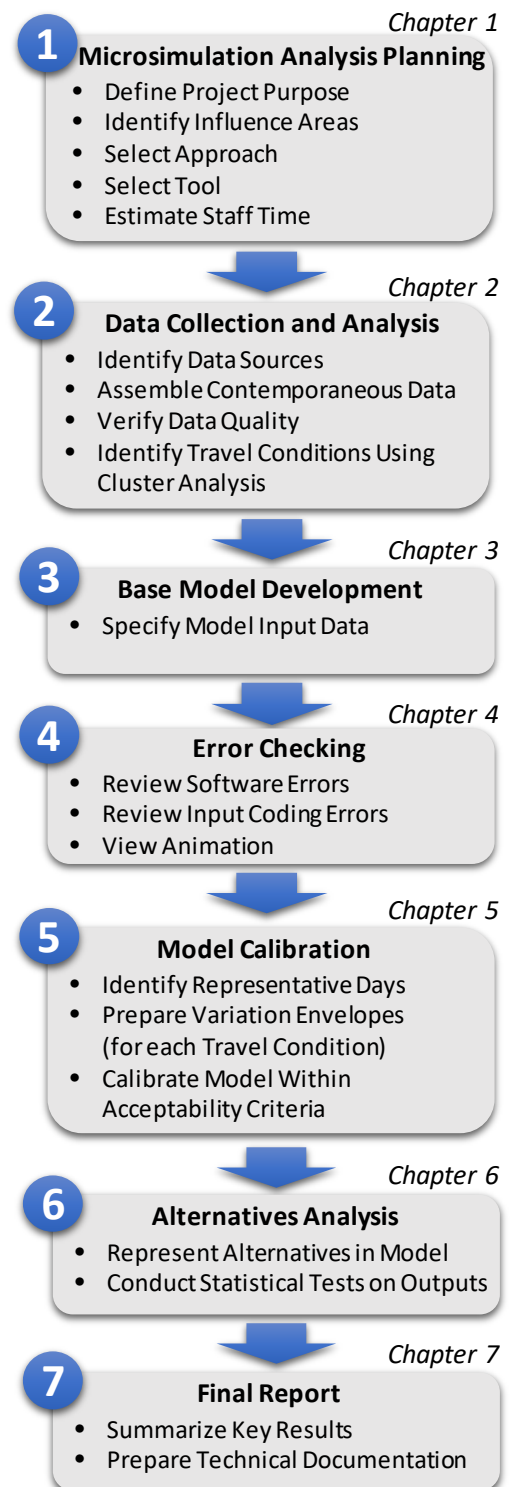 Chapter 1
1
Microsimulation Analysis Planning
• Define Project Purpose
• Identify Influence Areas
• Select Approach
• Select Tool
• Estimate Staff Time
Chapter 2
2
Data Collection and Analysis
• Identify Data Sources
• Assemble Contemporaneous Data
• Verify Data Quality
• Identify Travel Conditions Using
Cluster Analysis
Chapter 3
3
Base Model Development
• Specify Model Input Data
Chapter 4
4
Error Checking
• Review Software Errors
• Review Input Coding Errors
• View Animation
Chapter 5
5
Model Calibration
• Identify Representative Days
• Prepare Variation Envelopes
(for each Travel Condition)
• Calibrate Model Within
Acceptability Criteria
Chapter 6
6
Alternatives Analysis
• Represent Alternatives in Model
• Conduct Statistical Tests on Outputs
Chapter 7
7
Final Report
• Summarize Key Results
• Prepare Technical Documentation